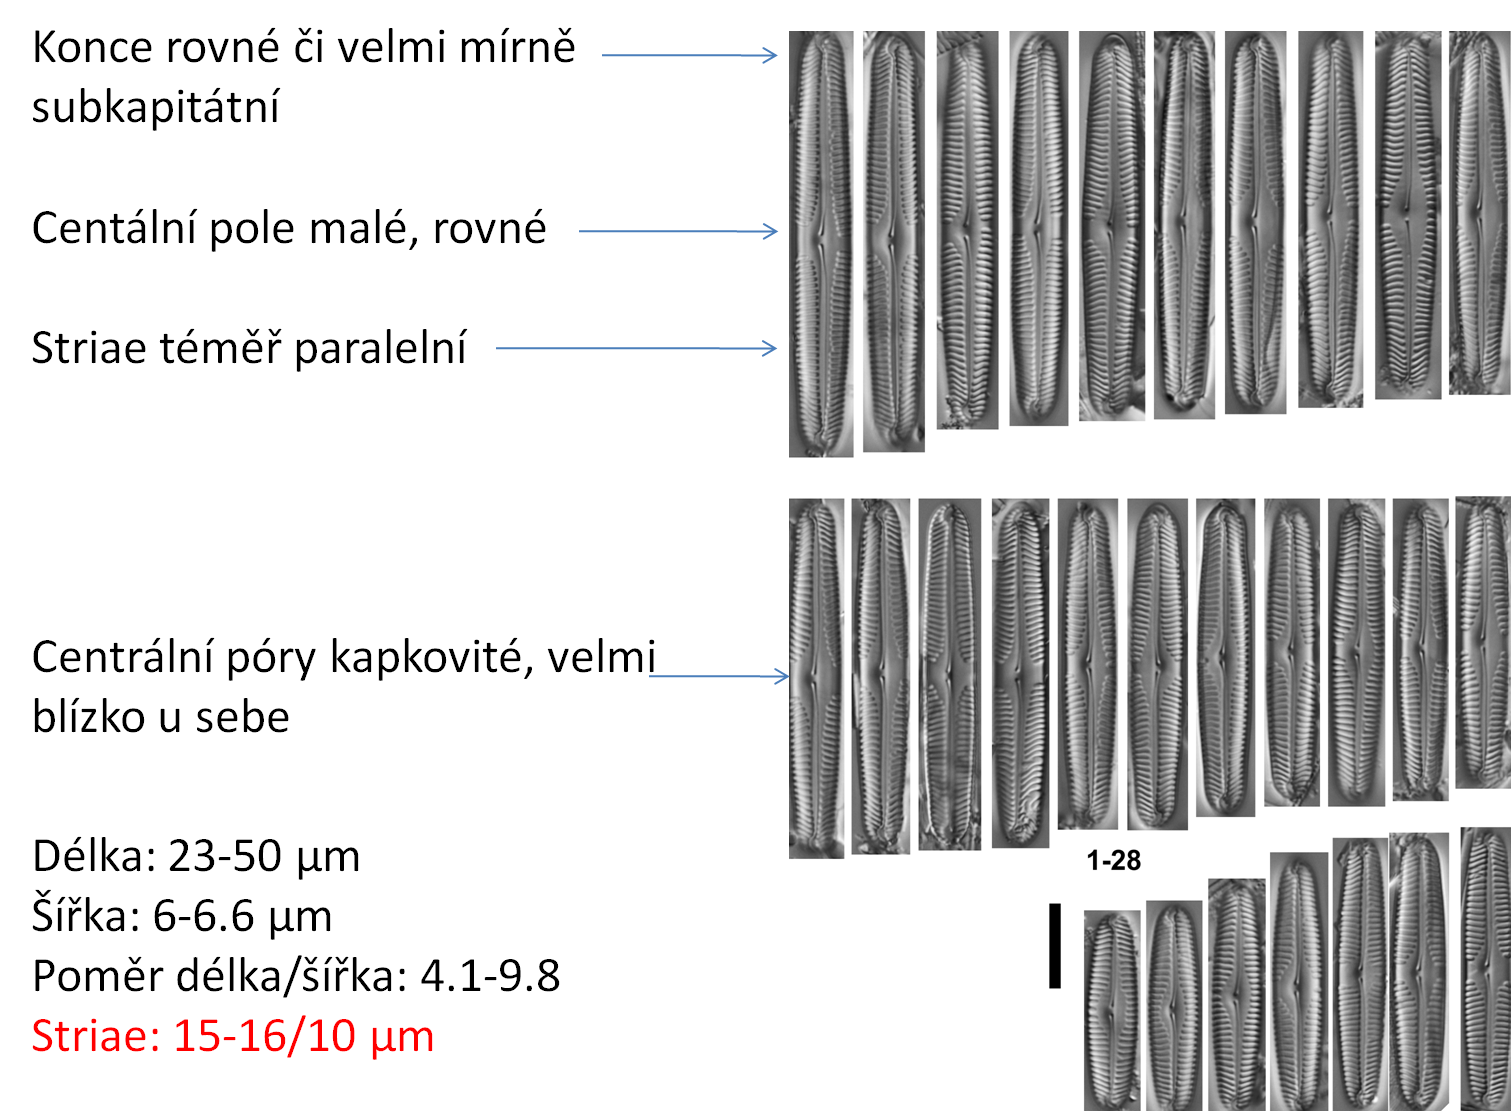 Konce rovné či velmi mírně
subkapitátní
Centální pole malé, rovné
Striae téměř paralelní
Centrální póry kapkovité, velmi
blízko u sebe
Délka: 23-50 µm
Šířka: 6-6.6 µm
Poměr délka/šířka: 4.1-9.8
Striae: 15-16/10 µm
1-28